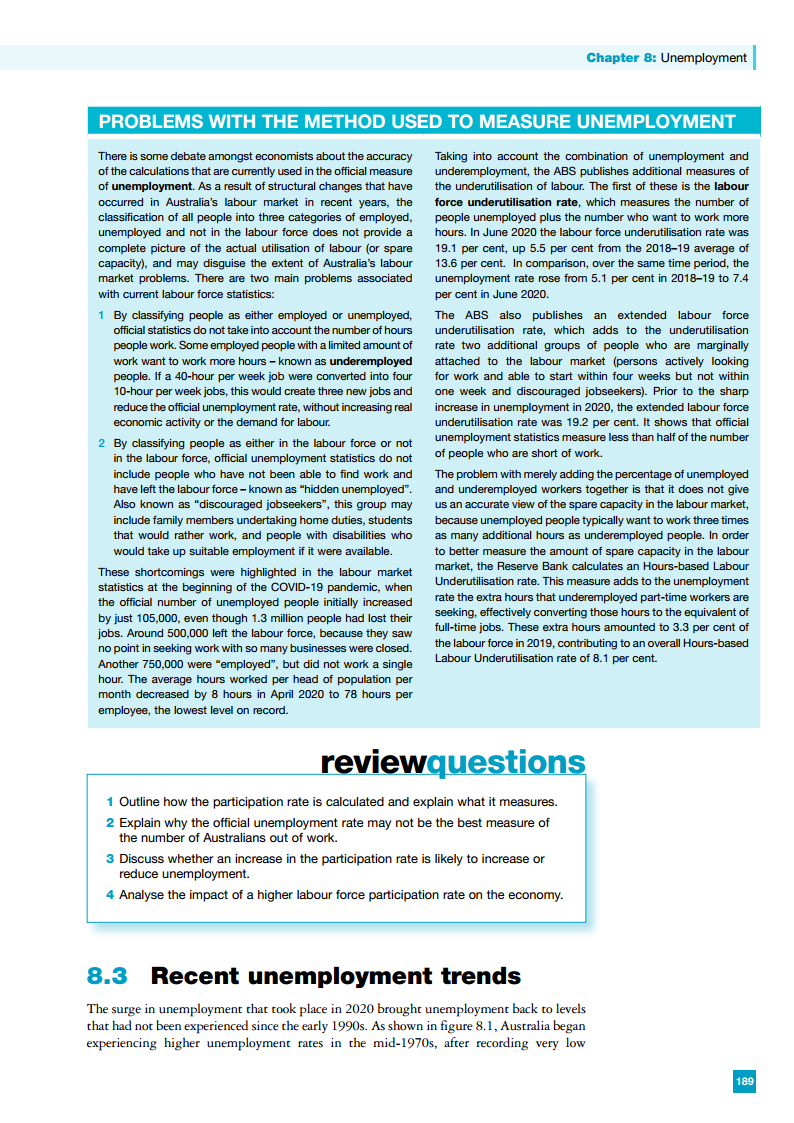 Chapter 8: Unemployment
PROBLEMS WITH THE METHOD USED TO MEASURE UNEMPLOYMENT
There is some debate amongst economists about the accuracy
of the calculations that are currently used in the official measure
of unemployment. As a result of structural changes that have
occurred in Australia's labour market in recent years, the
classification of all people into three categories of employed,
unemployed and not in the labour force does not provide a
complete picture of the actual utilisation of labour (or spare
capacity), and may disguise the extent of Australia's labour
market problems. There are two main problems associated
with current labour force statistics:
1 By classifying people as either employed or unemployed,
official statistics do not take into account the number of hours
people work. Some employed people with a limited amount of
work want to work more hours – known as underemployed
people. If a 40-hour per week job were converted into four
10-hour per week jobs, this would create three new jobs and
reduce the official unemployment rate, without increasing real
economic activity or the demand for labour.
2 By classifying people as either in the labour force or not
in the labour force, official unemployment statistics do not
include people who have not been able to find work and
have left the labour force – known as "hidden unemployed".
Also known as "discouraged jobseekers", this group may
include family members undertaking home duties, students
that would rather work, and people with disabilities who
would take up suitable employment if it were available.
These shortcomings were highlighted in the labour market
statistics at the beginning of the COVID-19 pandemic, when
the official number of unemployed people initially increased
by just 105,000, even though 1.3 million people had lost their
jobs. Around 500,000 left the labour force, because they saw
no point in seeking work with so many businesses were closed.
Another 750,000 were "employed", but did not work a single
hour. The average hours worked per head of population per
month decreased by 8 hours in April 2020 to 78 hours per
employee, the lowest level on record.
Taking into account the combination of unemployment and
underemployment, the ABS publishes additional measures of
the underutilisation of labour. The first of these is the labour
force underutilisation rate, which measures the number of
people unemployed plus the number who want to work more
hours. In June 2020 the labour force underutilisation rate was
19.1 per cent, up 5.5 per cent from the 2018–19 average of
13.6 per cent. In comparison, over the same time period, the
unemployment rate rose from 5.1 per cent in 2018–19 to 7.4
per cent in June 2020.
The ABS also publishes an extended labour force
underutilisation rate, which adds to the underutilisation
rate two additional groups of people who are marginally
attached to the labour market (persons actively looking
for work and able to start within four weeks but not within
one week and discouraged jobseekers). Prior to the sharp
increase in unemployment in 2020, the extended labour force
underutilisation rate was 19.2 per cent. It shows that official
unemployment statistics measure less than half of the number
of people who are short of work.
The problem with merely adding the percentage of unemployed
and underemployed workers together is that it does not give
us an accurate view of the spare capacity in the labour market,
because unemployed people typically want to work three times
as many additional hours as underemployed people. In order
to better measure the amount of spare capacity in the labour
market, the Reserve Bank calculates an Hours-based Labour
Underutilisation rate. This measure adds to the unemployment
rate the extra hours that underemployed part-time workers are
seeking, effectively converting those hours to the equivalent of
full-time jobs. These extra hours amounted to 3.3 per cent of
the labour force in 2019, contributing to an overall Hours-based
Labour Underutilisation rate of 8.1 per cent.
reviewquestions
1 Outline how the participation rate is calculated and explain what it measures.
2 Explain why the official unemployment rate may not be the best measure of
the number of Australians out of work.
3 Discuss whether an increase in the participation rate is likely to increase or
reduce unemployment.
4 Analyse the impact of a higher labour force participation rate on the economy.
8.3 Recent unemployment trends
The surge in unemployment that took place in 2020 brought unemployment back to levels
that had not been experienced since the early 1990s. As shown in figure 8.1, Australia began
experiencing higher unemployment rates in the mid-1970s, after recording very low
189